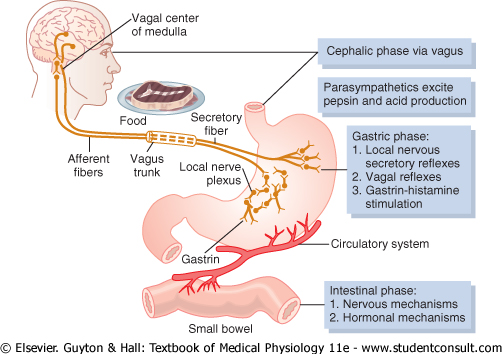 Vagal center
of medulla
Cephalic phase via vagus
Parasympathetics excite
pepsin and acid production
Food
Secretory
fiber
Gastric phase:
1. Local nervous
secretory reflexes
2. Vagal reflexes
3. Gastrin-histamine
stimulation
Afferent
fibers
Vagus
trunk
Local nerve
plexus
Gastrin
Circulatory system
Small bowel
Intestinal phase:
1. Nervous mechanisms
2. Hormonal mechanisms
© Elsevier. Guyton & Hall: Textbook of Medical Physiology 11e - www.studentconsult.com